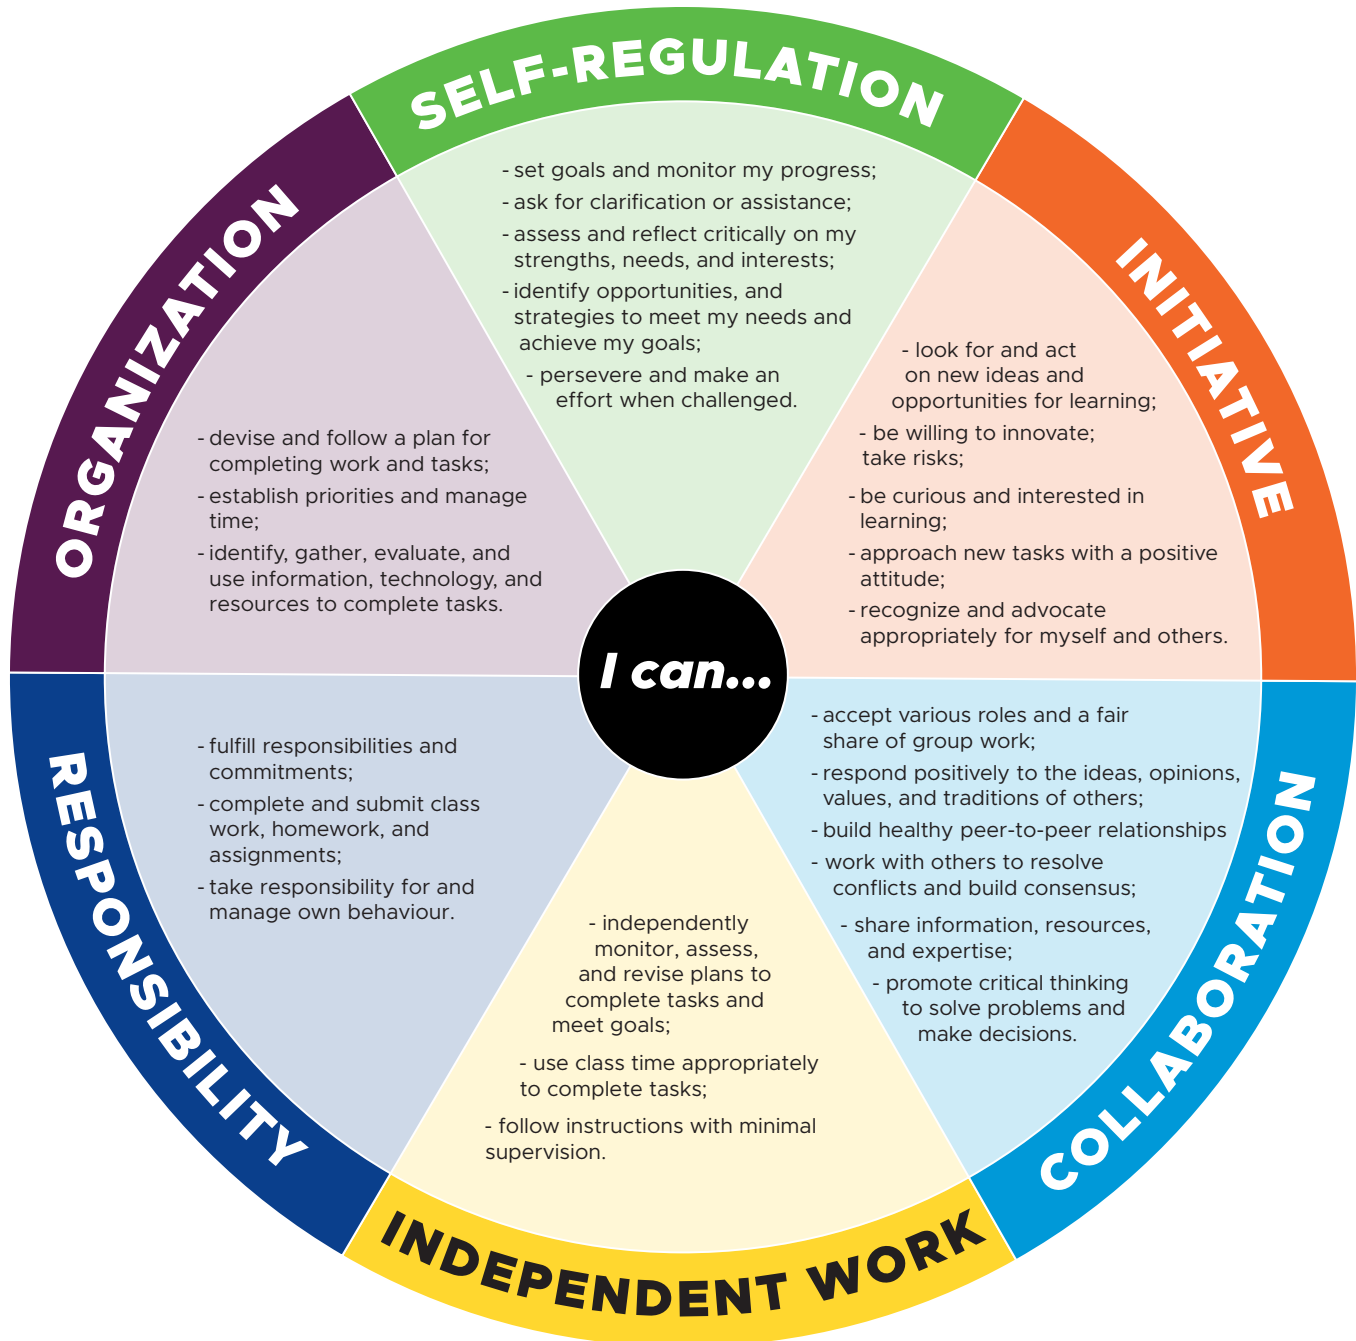 SELF-REGULATION
- set goals and monitor my progress;
- ask for clarification or assistance;
- assess and reflect critically on my
strengths, needs, and interests;
- identify opportunities, and
strategies to meet my needs and
achieve my goals;
- persevere and make an
effort when challenged.
INITIATIVE
- look for and act
on new ideas and
opportunities for learning;
- be willing to innovate;
take risks;
- be curious and interested in
learning;
- approach new tasks with a positive
attitude;
- recognize and advocate
appropriately for myself and others.
COLLABORATION
- accept various roles and a fair
share of group work;
- respond positively to the ideas, opinions,
values, and traditions of others;
- build healthy peer-to-peer relationships
- work with others to resolve
conflicts and build consensus;
- share information, resources,
and expertise;
- promote critical thinking
to solve problems and
make decisions.
INDEPENDENT WORK
- independently
monitor, assess,
and revise plans to
complete tasks and
meet goals;
- use class time appropriately
to complete tasks;
- follow instructions with minimal
supervision.
RESPONSIBILITY
- fulfill responsibilities and
commitments;
- complete and submit class
work, homework, and
assignments;
- take responsibility for and
manage own behaviour.
ORGANIZATION
- devise and follow a plan for
completing work and tasks;
- establish priorities and manage
time;
- identify, gather, evaluate, and
use information, technology, and
resources to complete tasks.
I can...